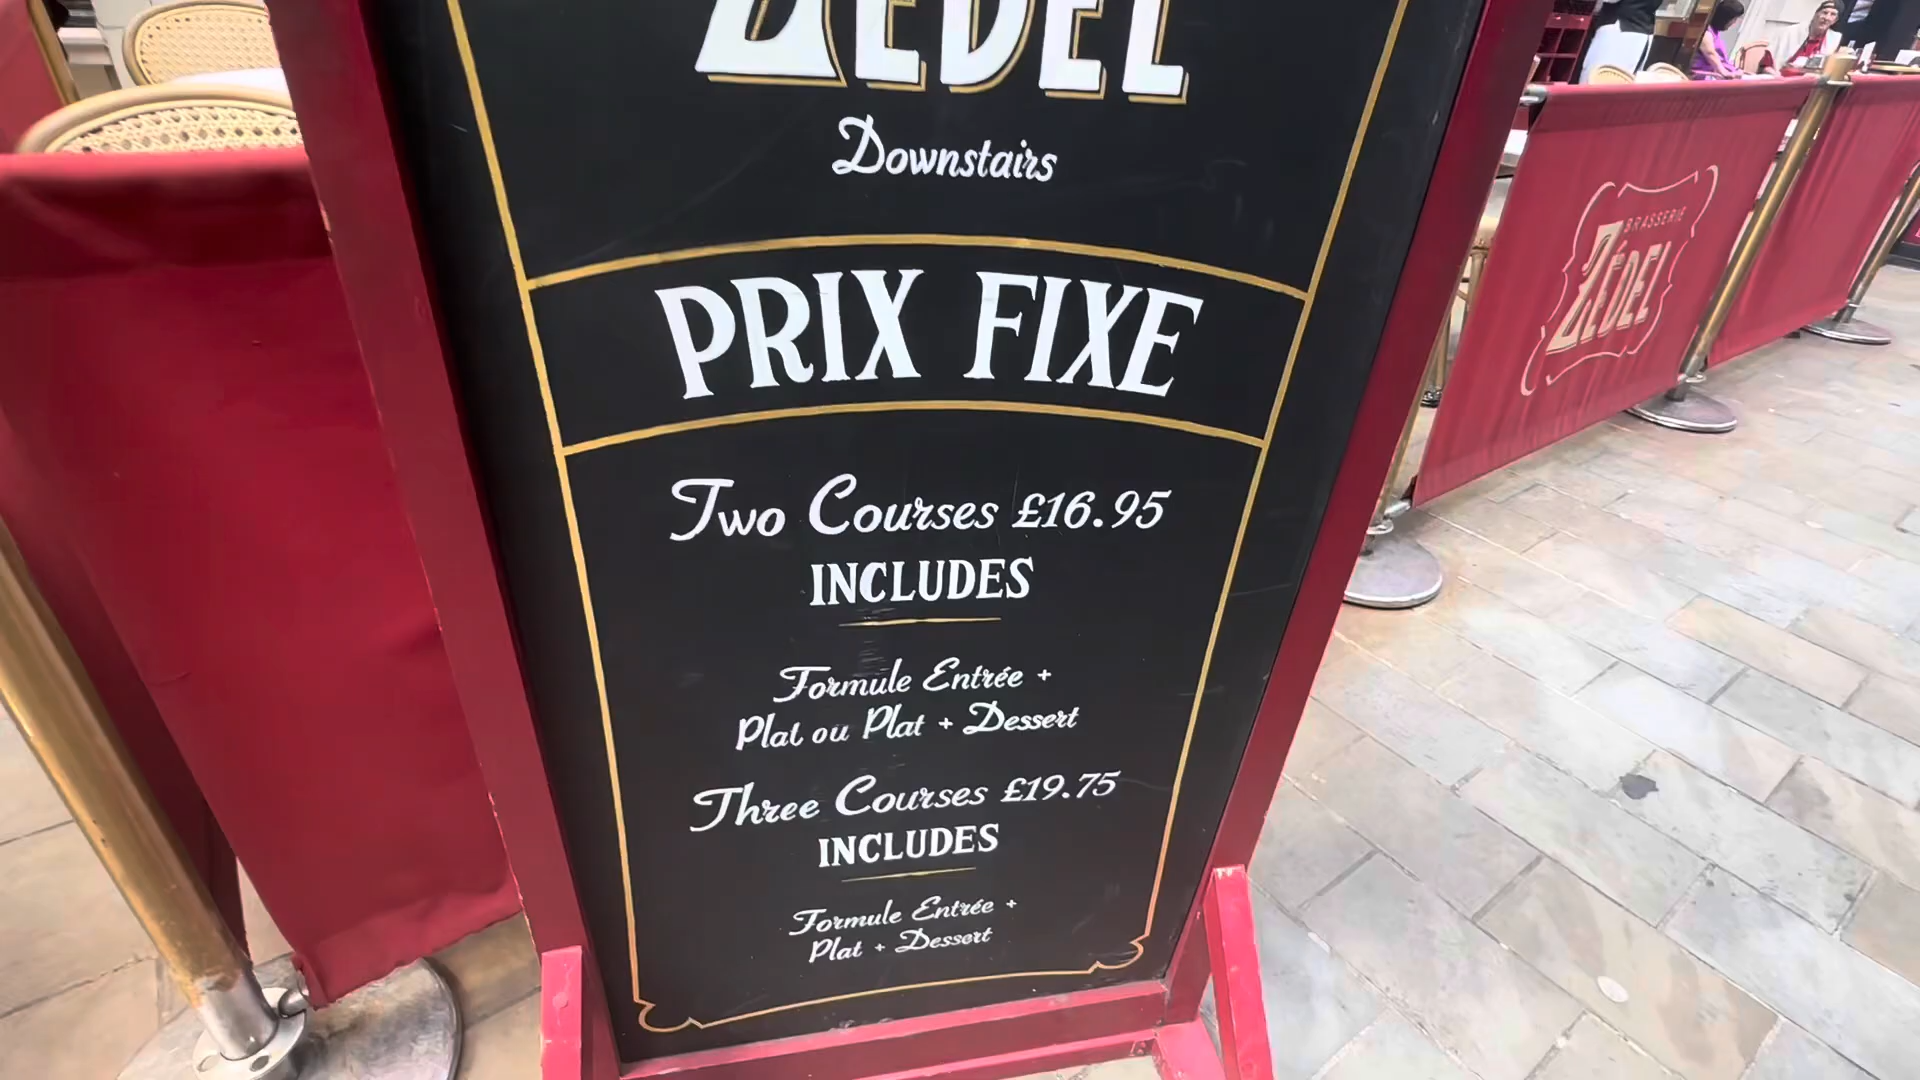 ZÉDEL
Downstairs
PRIX FIXE
Two Courses £16.95
INCLUDES
Formule Entrée +
Plat ou Plat + Dessert
Three Courses £19.75
INCLUDES
Formule Entrée +
Plat + Dessert
BRASSERIE
ZÉDEL